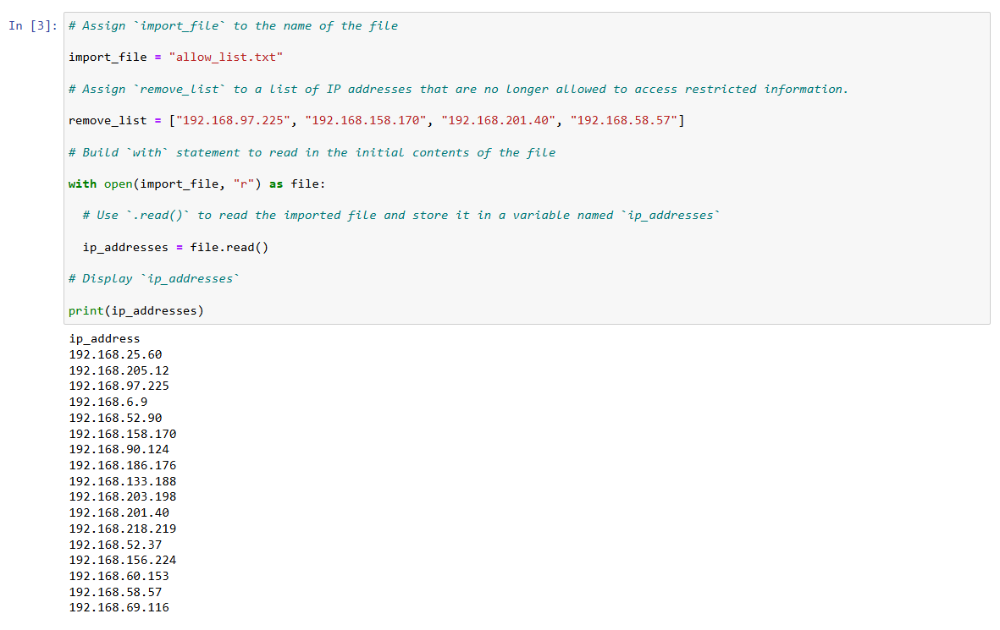 In [3]: # Assign `import_file` to the name of the file
import_file = "allow_list.txt"
# Assign `remove_list` to a list of IP addresses that are no longer allowed to access restricted information.
remove_list = ["192.168.97.225", "192.168.158.170", "192.168.201.40", "192.168.58.57"]
# Build `with` statement to read in the initial contents of the file
with open(import_file, "r") as file:
  # Use `.read()` to read the imported file and store it in a variable named `ip_addresses`
  ip_addresses = file.read()
# Display `ip_addresses`
print(ip_addresses)
ip_address
192.168.25.60
192.168.205.12
192.168.97.225
192.168.6.9
192.168.52.90
192.168.158.170
192.168.90.124
192.168.186.176
192.168.133.188
192.168.203.198
192.168.201.40
192.168.218.219
192.168.52.37
192.168.156.224
192.168.60.153
192.168.58.57
192.168.69.116